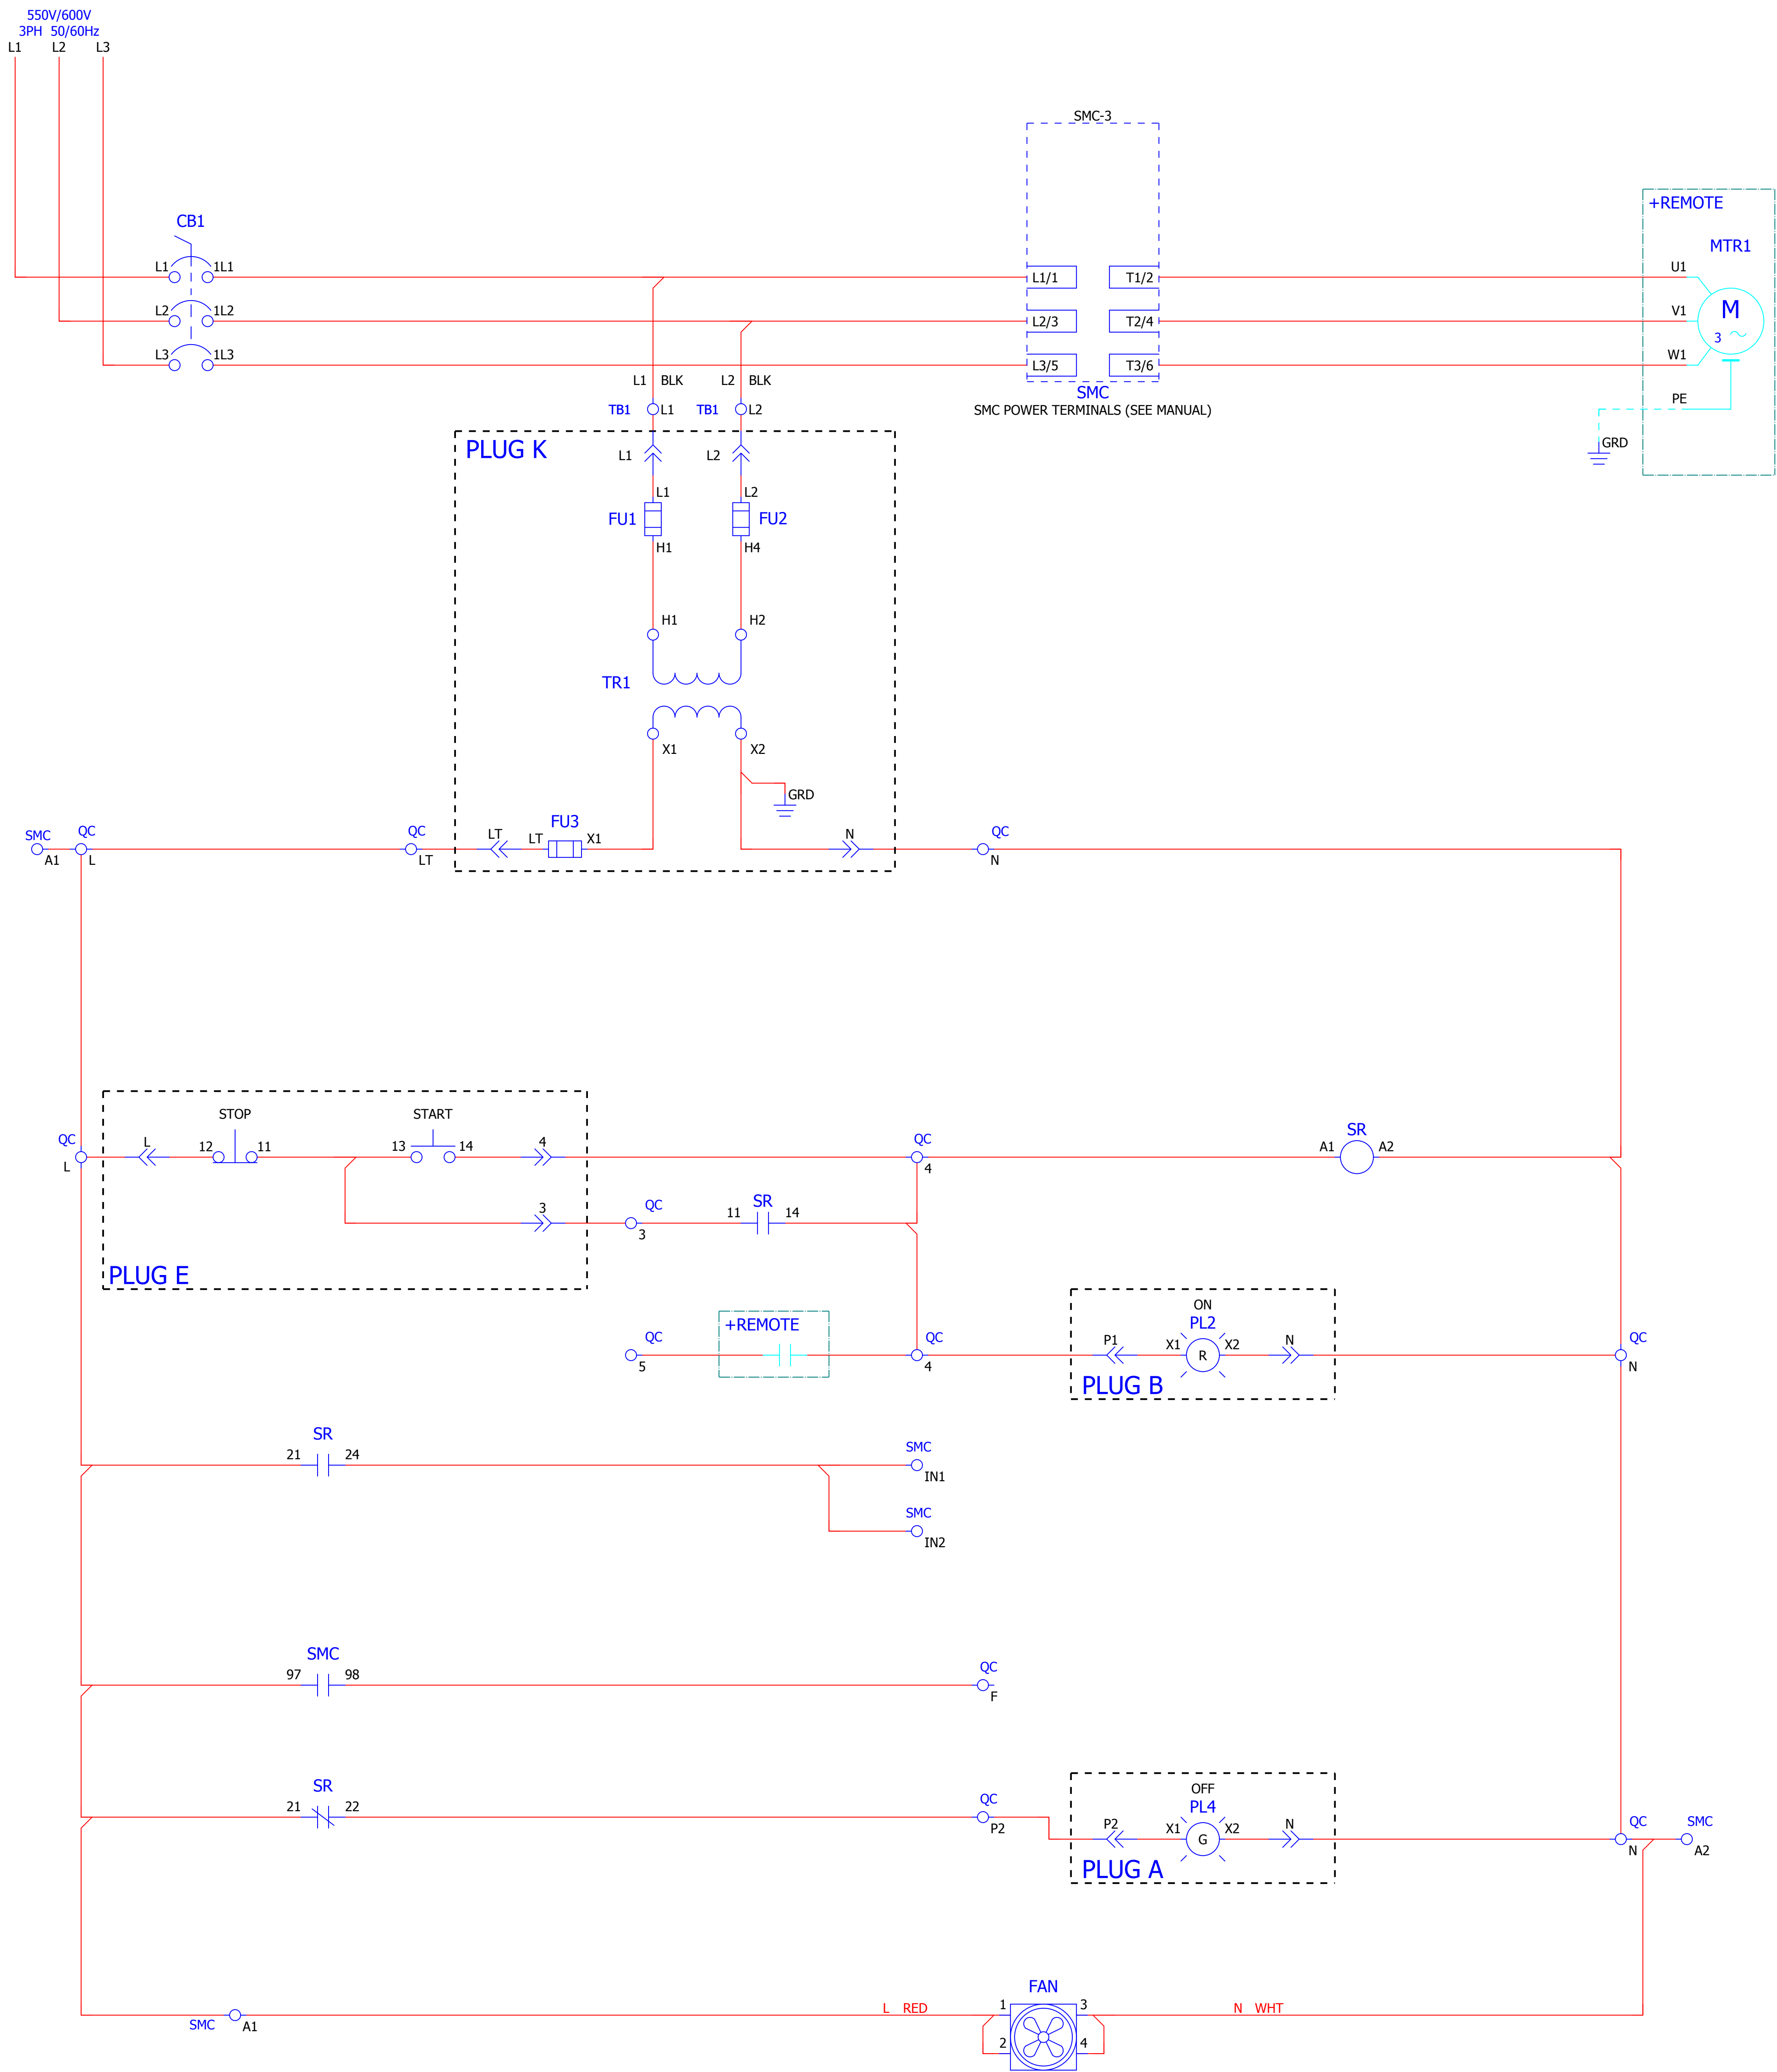 550V/600V
3PH 50/60Hz
L1 L2 L3
SMC-3
+REMOTE
CB1
MTR1
L1 1L1 L1/1 T1/2 U1
L2 1L2 L2/3 T2/4 V1
M
3
L3 1L3 L3/5 T3/6 W1
L1 BLK L2 BLK
SMC
TB1 L1 TB1 L2
SMC POWER TERMINALS (SEE MANUAL)
PE
GRD
PLUG K
L1 L2
L1 L2
FU1 FU2
H1 H4
H1 H2
TR1
X1 X2
GRD
SMC QC QC FU3 QC
LT LT X1 N
A1 L LT N
STOP START
QC L 12 11 13 14 4 QC SR
A1 A2
L 4
3 QC SR
11 14
3
PLUG E
ON
+REMOTE PL2
QC QC P1 X1 R X2 N QC
5 4 N
PLUG B
SR SMC
21 24
IN1
SMC
IN2
SMC QC
97 98
F
SR QC OFF
21 22 PL4
P2 P2 X1 G X2 N QC SMC
N A2
PLUG A
FAN
L RED 1 3 N WHT
SMC A1
2 4